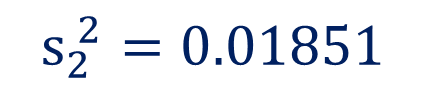 s₂² = 0.01851